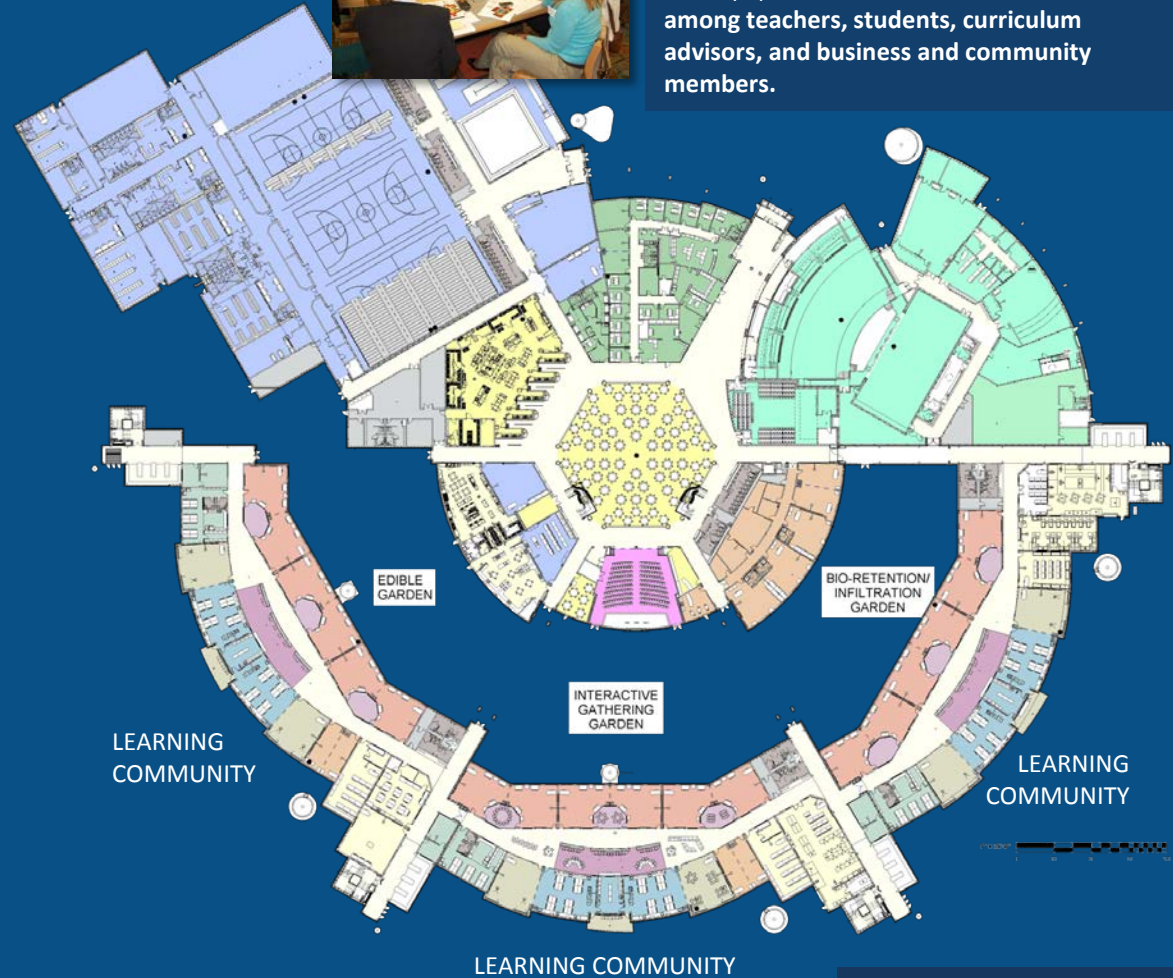 among teachers, students, curriculum
advisors, and business and community
members.
EDIBLE
GARDEN
BIO-RETENTION/
INFILTRATION
GARDEN
INTERACTIVE
GATHERING
GARDEN
LEARNING
COMMUNITY
LEARNING
COMMUNITY
LEARNING COMMUNITY